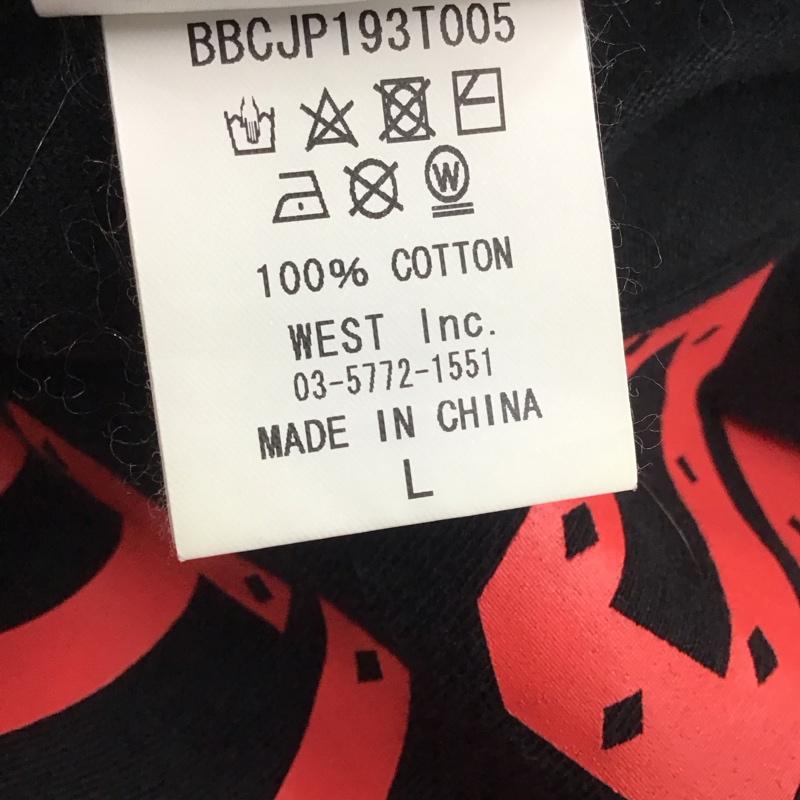 BBCJP193T005
W
100% COTTON
WEST Inc.
03-5772-1551
MADE IN CHINA
L